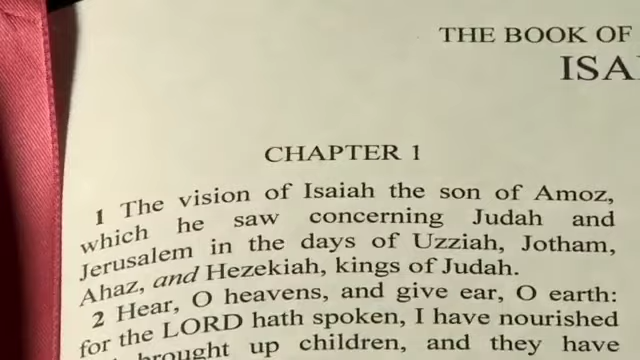 THE BOOK OF
ISA
CHAPTER 1
1 The vision of Isaiah the son of Amoz,
which he saw concerning Judah and
Jerusalem in the days of Uzziah, Jotham,
Ahaz, and Hezekiah, kings of Judah.
2 Hear, O heavens, and give ear, O earth:
for the LORD hath spoken, I have nourished
brought up children, and they have